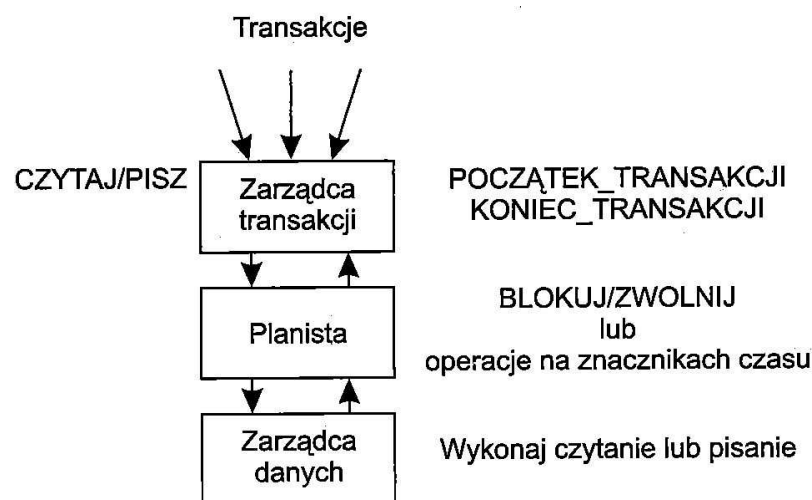 Transakcje
CZYTAJ/PISZ
Zarządca
transakcji
POCZĄTEK_TRANSAKCJI
KONIEC_TRANSAKCJI
Planista
BLOKUJ/ZWOLNIJ
lub
operacje na znacznikach czasu
Zarządca
danych
Wykonaj czytanie lub pisanie